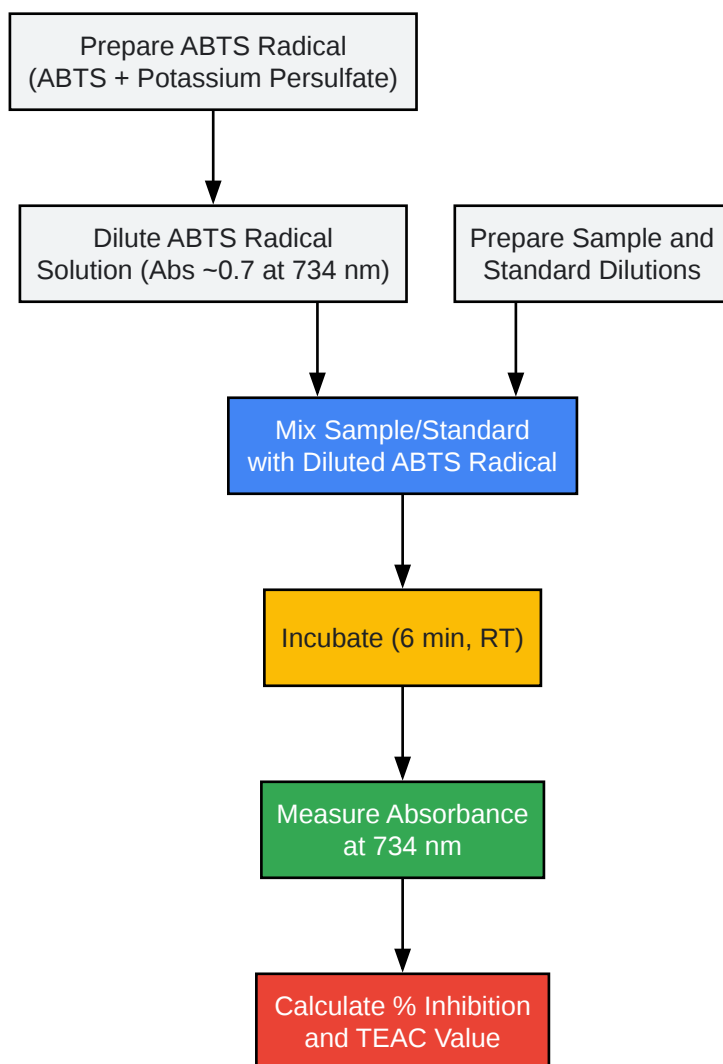 Prepare ABTS Radical
(ABTS + Potassium Persulfate)
Dilute ABTS Radical
Solution (Abs ~0.7 at 734 nm)
Prepare Sample and
Standard Dilutions
Mix Sample/Standard
with Diluted ABTS Radical
Incubate (6 min, RT)
Measure Absorbance
at 734 nm
Calculate % Inhibition
and TEAC Value